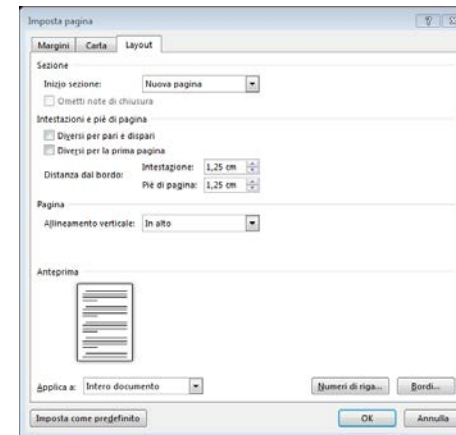 Imposta pagina
Margini Carta Layout
Sezione
Inizio sezione: Nuova pagina
Ometti note di chiusura
Intestazioni e piè di pagina
Diversi per pari e dispari
Diversi per la prima pagina
Distanza dal bordo: Intestazione: 1,25 cm
Piè di pagina: 1,25 cm
Pagina
Allineamento verticale: In alto
Anteprima
Applica a: Intero documento Numeri di riga... Bordi...
Imposta come predefinito OK Annulla